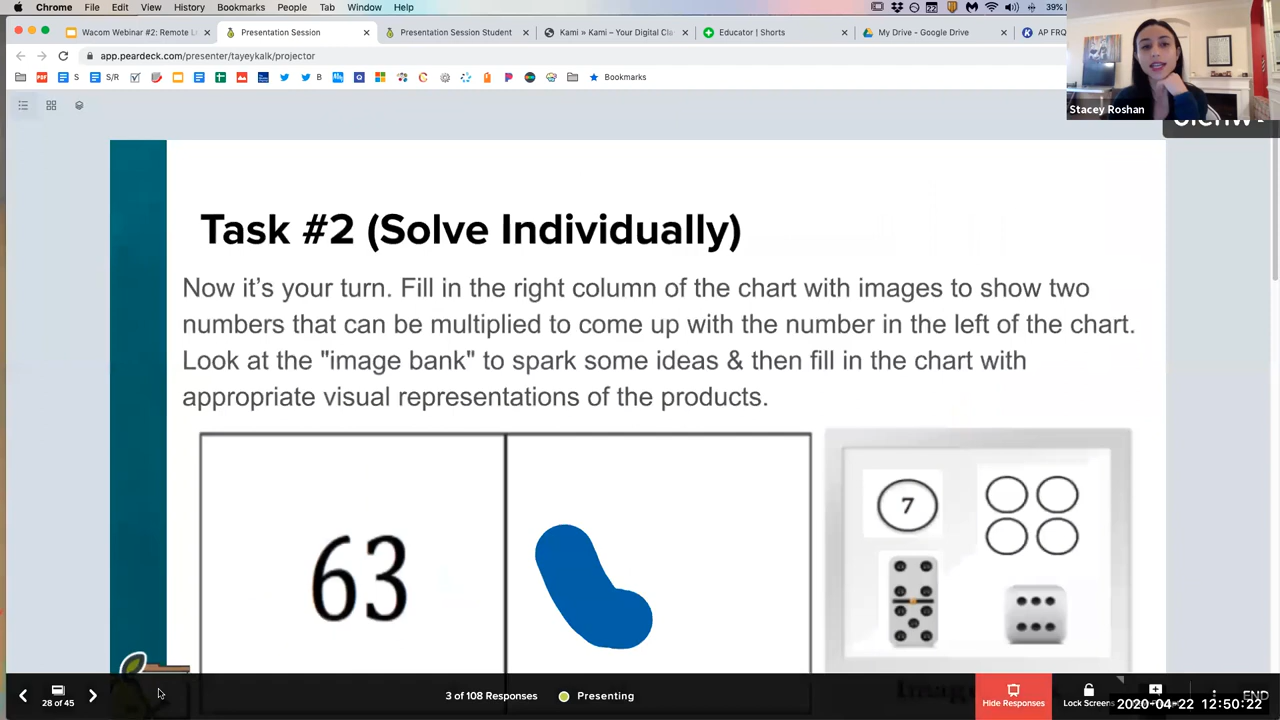 Chrome File Edit View History Bookmarks People Tab Window Help 22 39%
Wacom Webinar #2: Remote L Presentation Session Presentation Session Student Kami » Kami – Your Digital Cla Educator | Shorts My Drive - Google Drive AP FRQ
app.peardeck.com/presenter/tayeykalk/projector
S S/R B Bookmarks
Stacey Roshan
Task #2 (Solve Individually)
Now it's your turn. Fill in the right column of the chart with images to show two
numbers that can be multiplied to come up with the number in the left of the chart.
Look at the "image bank" to spark some ideas & then fill in the chart with
appropriate visual representations of the products.
63
7
28 of 45
3 of 108 Responses
Presenting
Hide Responses
Lock Screens
END
2020-04-22 12:50:22